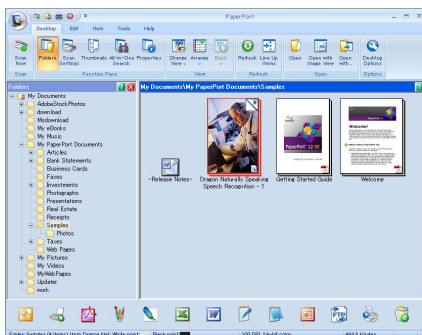 PaperPort
Desktop Edit Item Tools Help
Scan Now
Folders
Scan Settings
Thumbnails
All-in-One Search
Properties
Change View
Arrange
Back
Refresh
Line Up Items
Open
Open with Image View
Open with...
Desktop Options
Scan
Function Pane
View
Refresh
Open
Options
Folders
My Documents\My PaperPort Documents\Samples
My Documents
AdobeStockPhotos
download
Msdownload
My eBooks
My Music
My PaperPort Documents
Articles
Bank Statements
Business Cards
Faxes
Investments
Photographs
Presentations
Real Estate
Receipts
Samples
Photos
Taxes
Web Pages
My Pictures
My Videos
MyWebPages
Updater
work
-Release Notes-
Dragon Naturally Speaking
Speech Recognition - 1
Getting Started Guide
Welcome
Welcome!
FTP